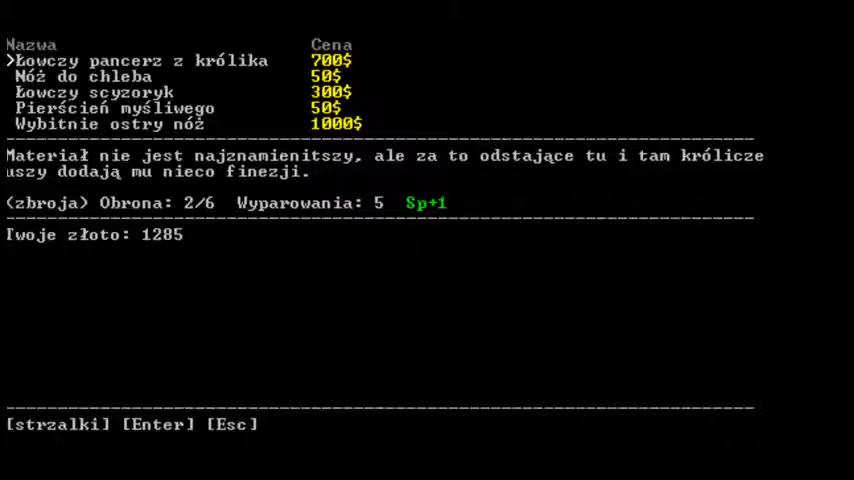 Nazwa Cena
>Łowczy pancerz z królika 700$
Nóż do chleba 50$
Łowczy scyzoryk 300$
Pierścień myśliwego 50$
Wybitnie ostry nóż 1000$
Materiał nie jest najznamienitszy, ale za to odstające tu i tam królicze
uszy dodają mu nieco finezji.
(zbroja) Obrona: 2/6 Wyparowania: 5 Sp+1
Twoje złoto: 1285
[strzalki] [Enter] [Esc]